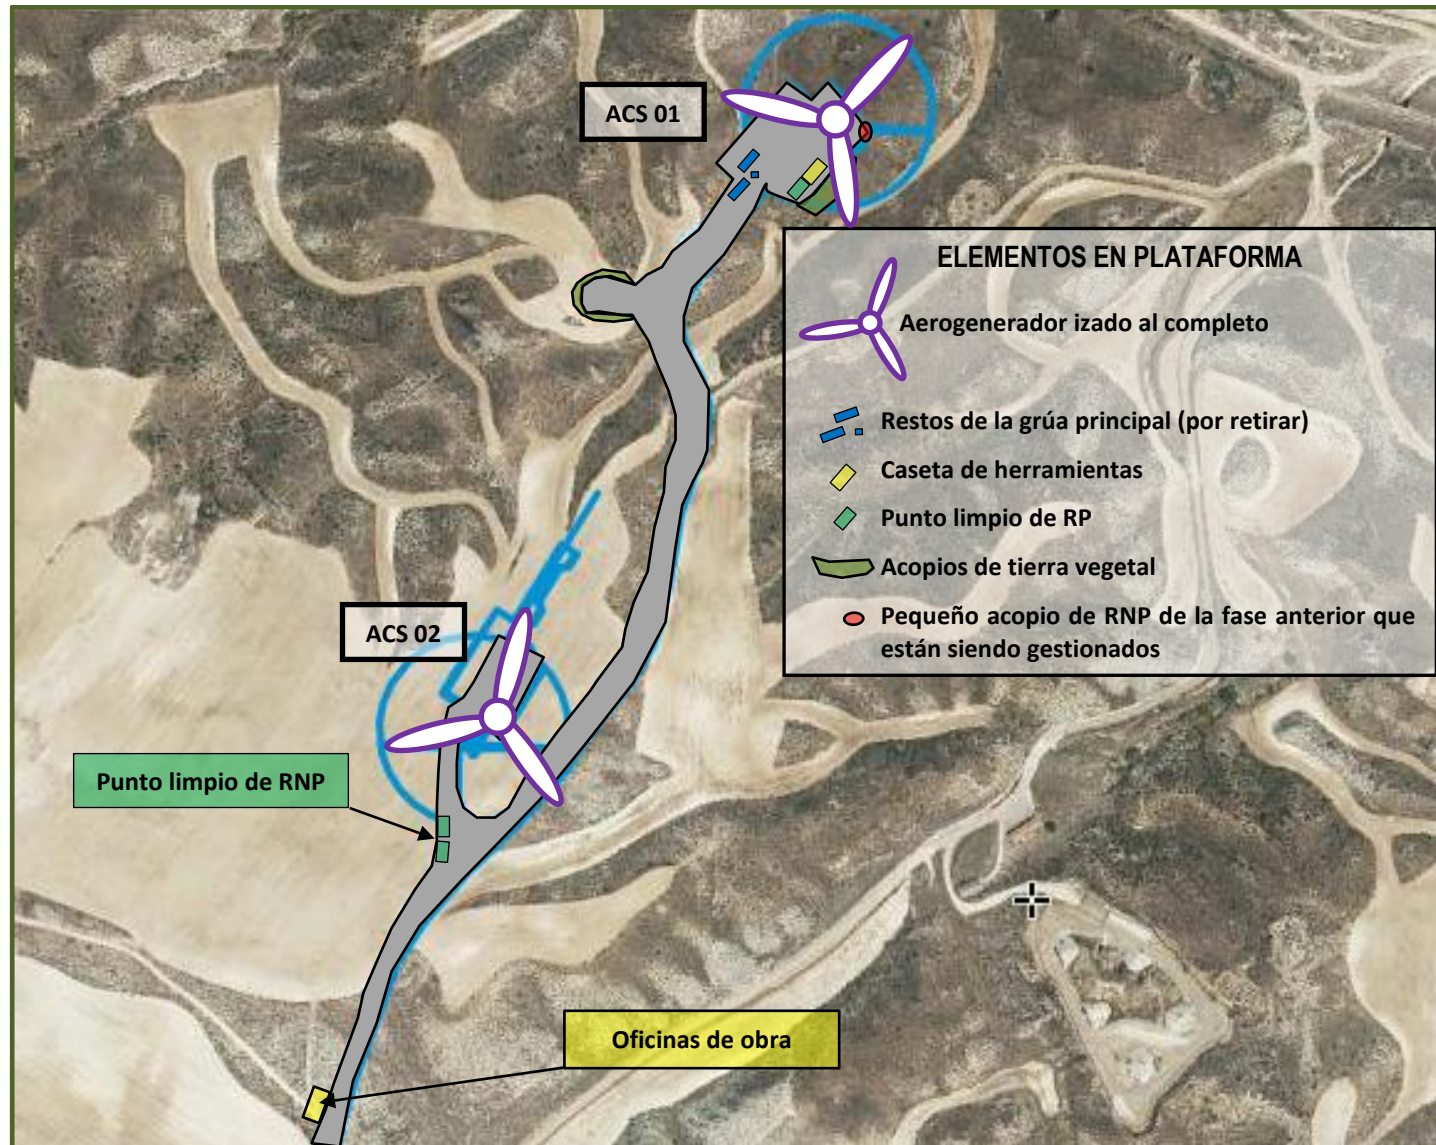 ACS 01
ELEMENTOS EN PLATAFORMA
Aerogenerador izado al completo
Restos de la grúa principal (por retirar)
Caseta de herramientas
Punto limpio de RP
Acopios de tierra vegetal
Pequeño acopio de RNP de la fase anterior que
están siendo gestionados
ACS 02
Punto limpio de RNP
Oficinas de obra